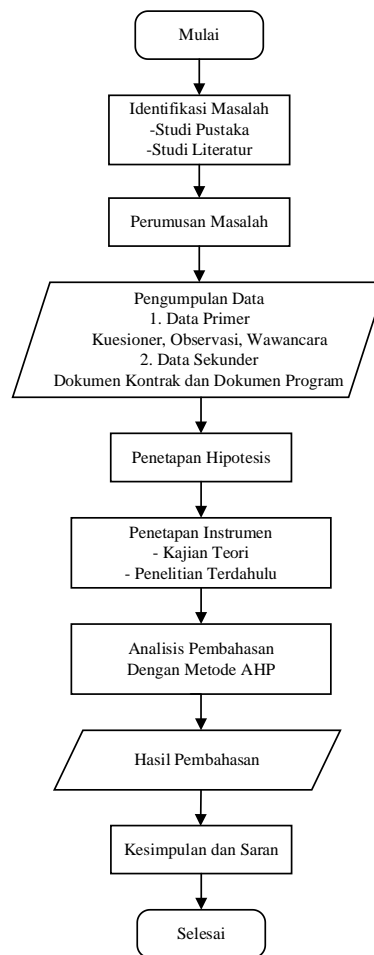 Mulai
Identifikasi Masalah
-Studi Pustaka
-Studi Literatur
Perumusan Masalah
Pengumpulan Data
1. Data Primer
Kuesioner, Observasi, Wawancara
2. Data Sekunder
Dokumen Kontrak dan Dokumen Program
Penetapan Hipotesis
Penetapan Instrumen
- Kajian Teori
- Penelitian Terdahulu
Analisis Pembahasan
Dengan Metode AHP
Hasil Pembahasan
Kesimpulan dan Saran
Selesai